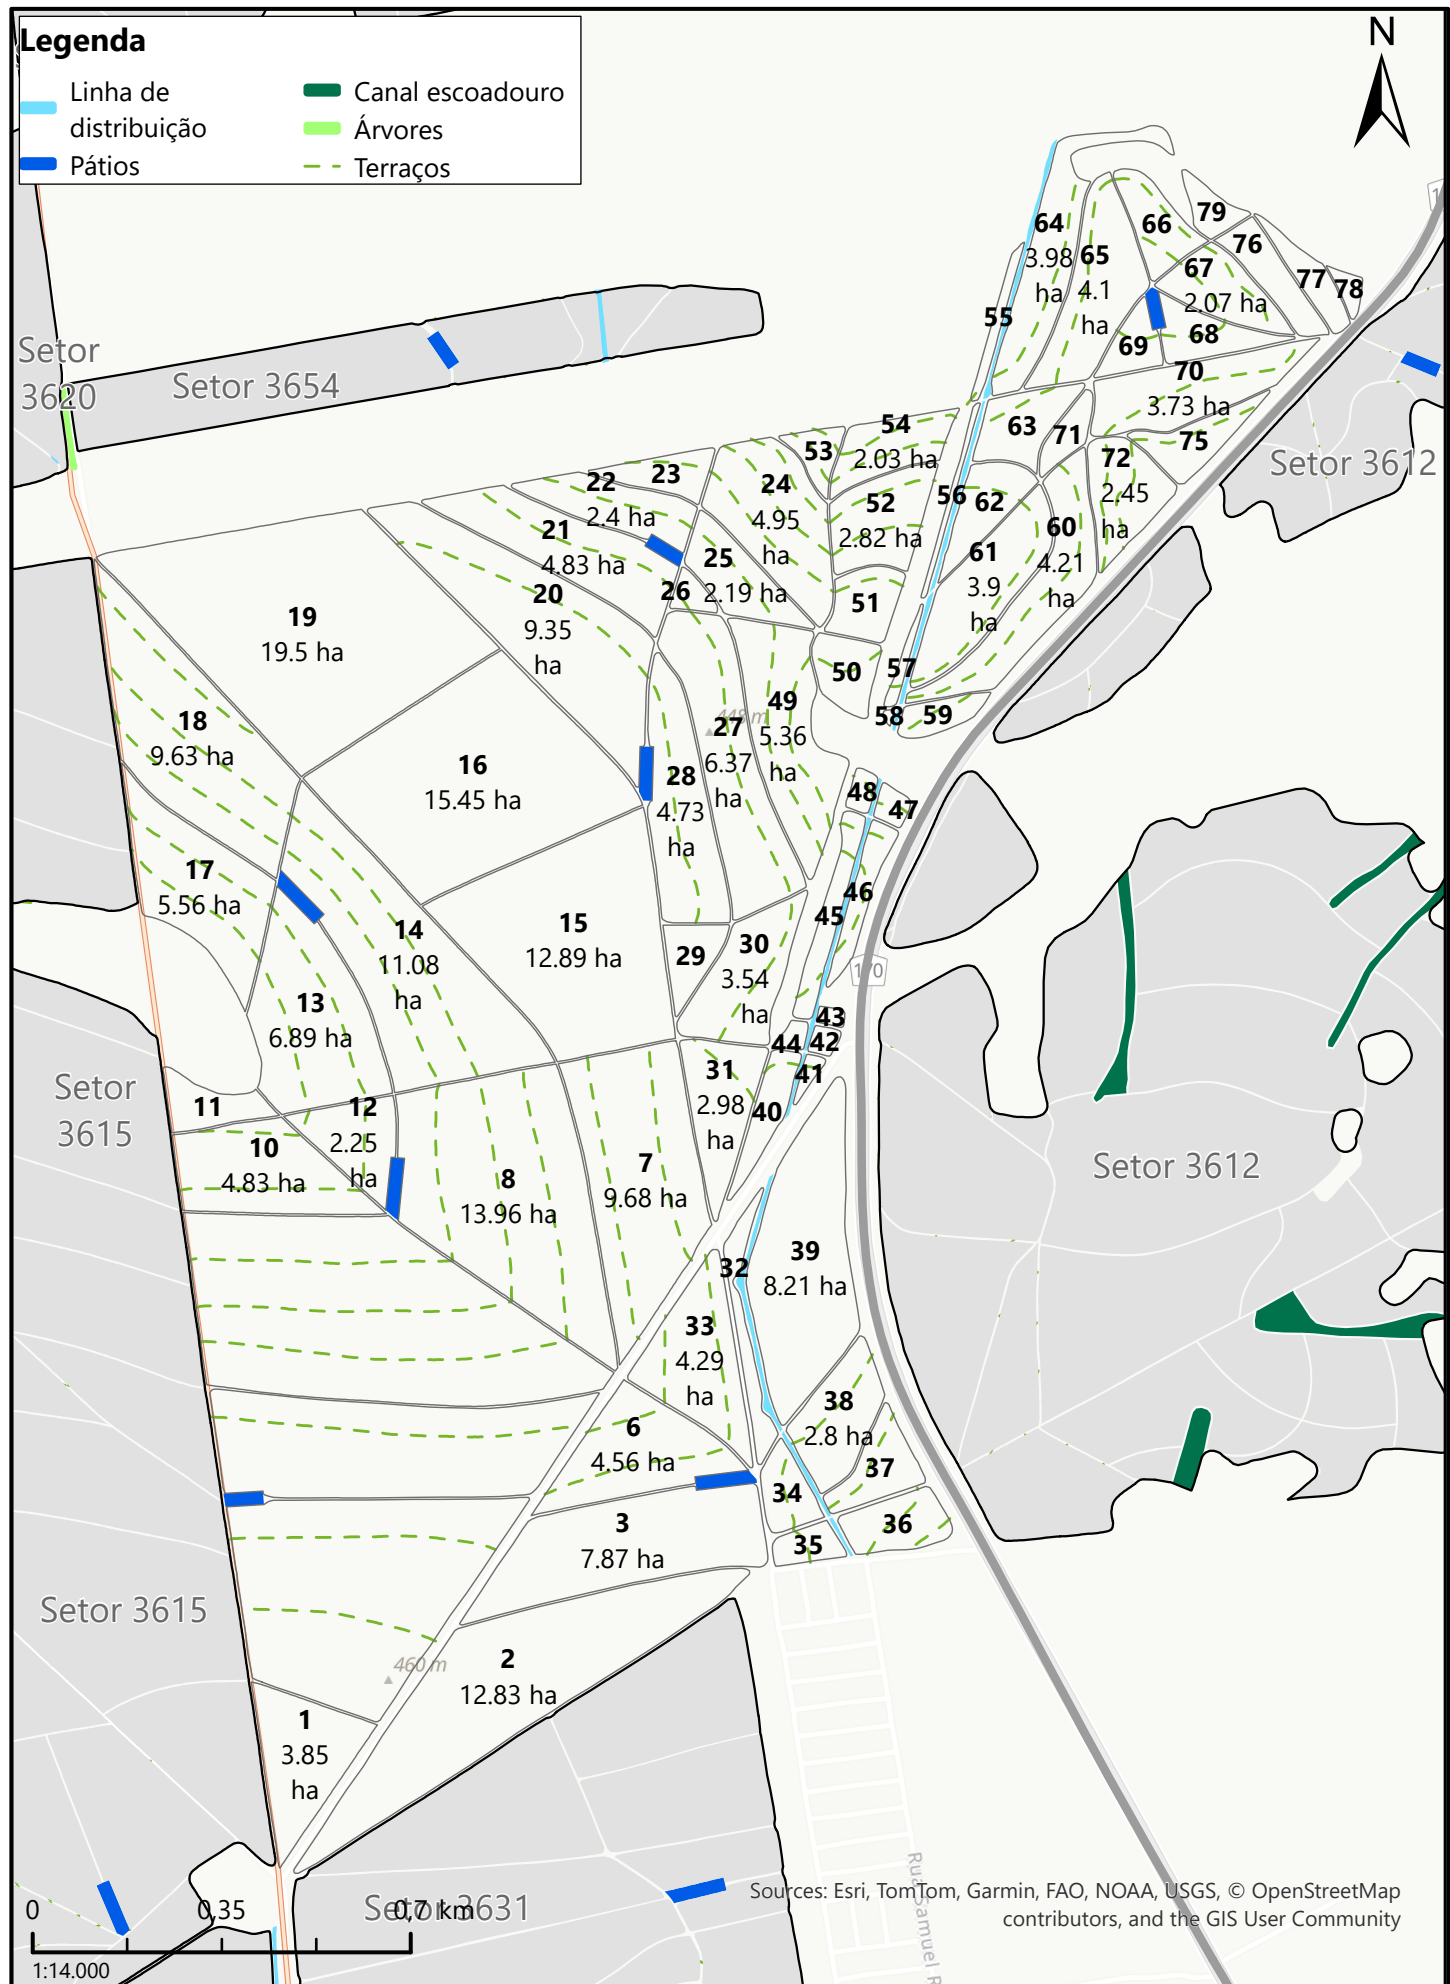 Legenda
Linha de
distribuição
Pátios
Canal escoadouro
Árvores
Terraços
N
79
66
64
3.98
ha
76
65
4.1
ha
67
2.07 ha
77
78
55
68
69
Setor
3620
Setor 3654
70
3.73 ha
54
2.03 ha
63
71
75
53
72
2.45
ha
Setor 3612
23
22
2.4 ha
24
4.95
ha
56
62
52
2.82 ha
21
4.83 ha
60
4.21
ha
25
2.19 ha
61
3.9
ha
26
20
9.35
ha
51
19
19.5 ha
50
57
49
5.36
ha
58
59
18
9.63 ha
448 m
27
6.37
ha
16
15.45 ha
28
4.73
ha
48
47
17
5.56 ha
46
45
15
12.89 ha
14
11.08
ha
30
3.54
ha
29
170
13
6.89 ha
43
44
42
31
2.98
ha
41
Setor
3615
11
12
2.25
ha
40
10
4.83 ha
7
9.68 ha
Setor 3612
8
13.96 ha
39
8.21 ha
32
33
4.29
ha
38
2.8 ha
6
4.56 ha
37
34
36
3
7.87 ha
35
Setor 3615
2
12.83 ha
460 m
1
3.85
ha
Rua Samuel R
Setor 3631
Sources: Esri, TomTom, Garmin, FAO, NOAA, USGS, © OpenStreetMap
contributors, and the GIS User Community
0 0,35 0,7 km
1:14.000